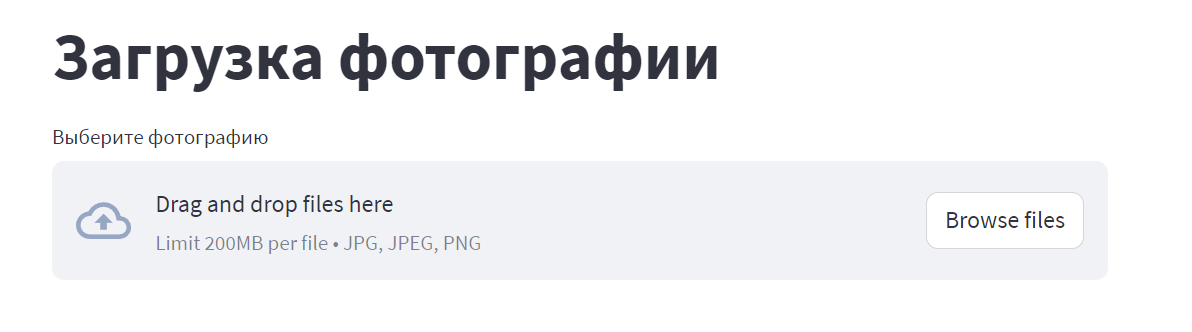 Загрузка фотографии
Выберите фотографию
Drag and drop files here
Limit 200MB per file • JPG, JPEG, PNG
Browse files